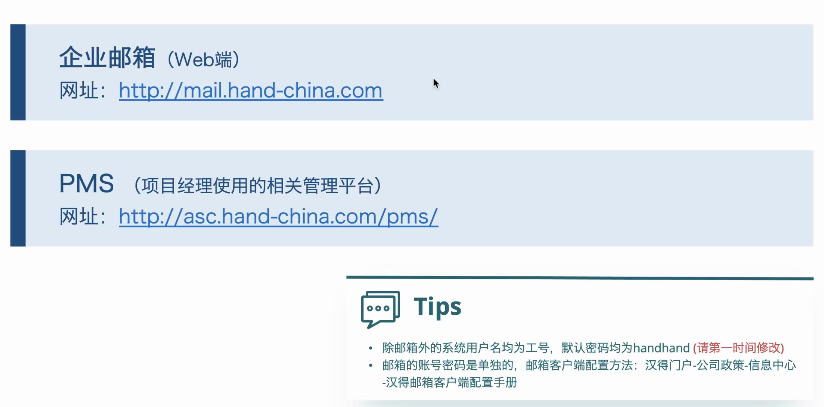 企业邮箱（Web端）
网址：http://mail.hand-china.com
PMS （项目经理使用的相关管理平台）
网址：http://asc.hand-china.com/pms/
Tips
• 除邮箱外的系统用户名均为工号，默认密码均为handhand (请第一时间修改)
• 邮箱的账号密码是单独的，邮箱客户端配置方法：汉得门户-公司政策-信息中心
-汉得邮箱客户端配置手册